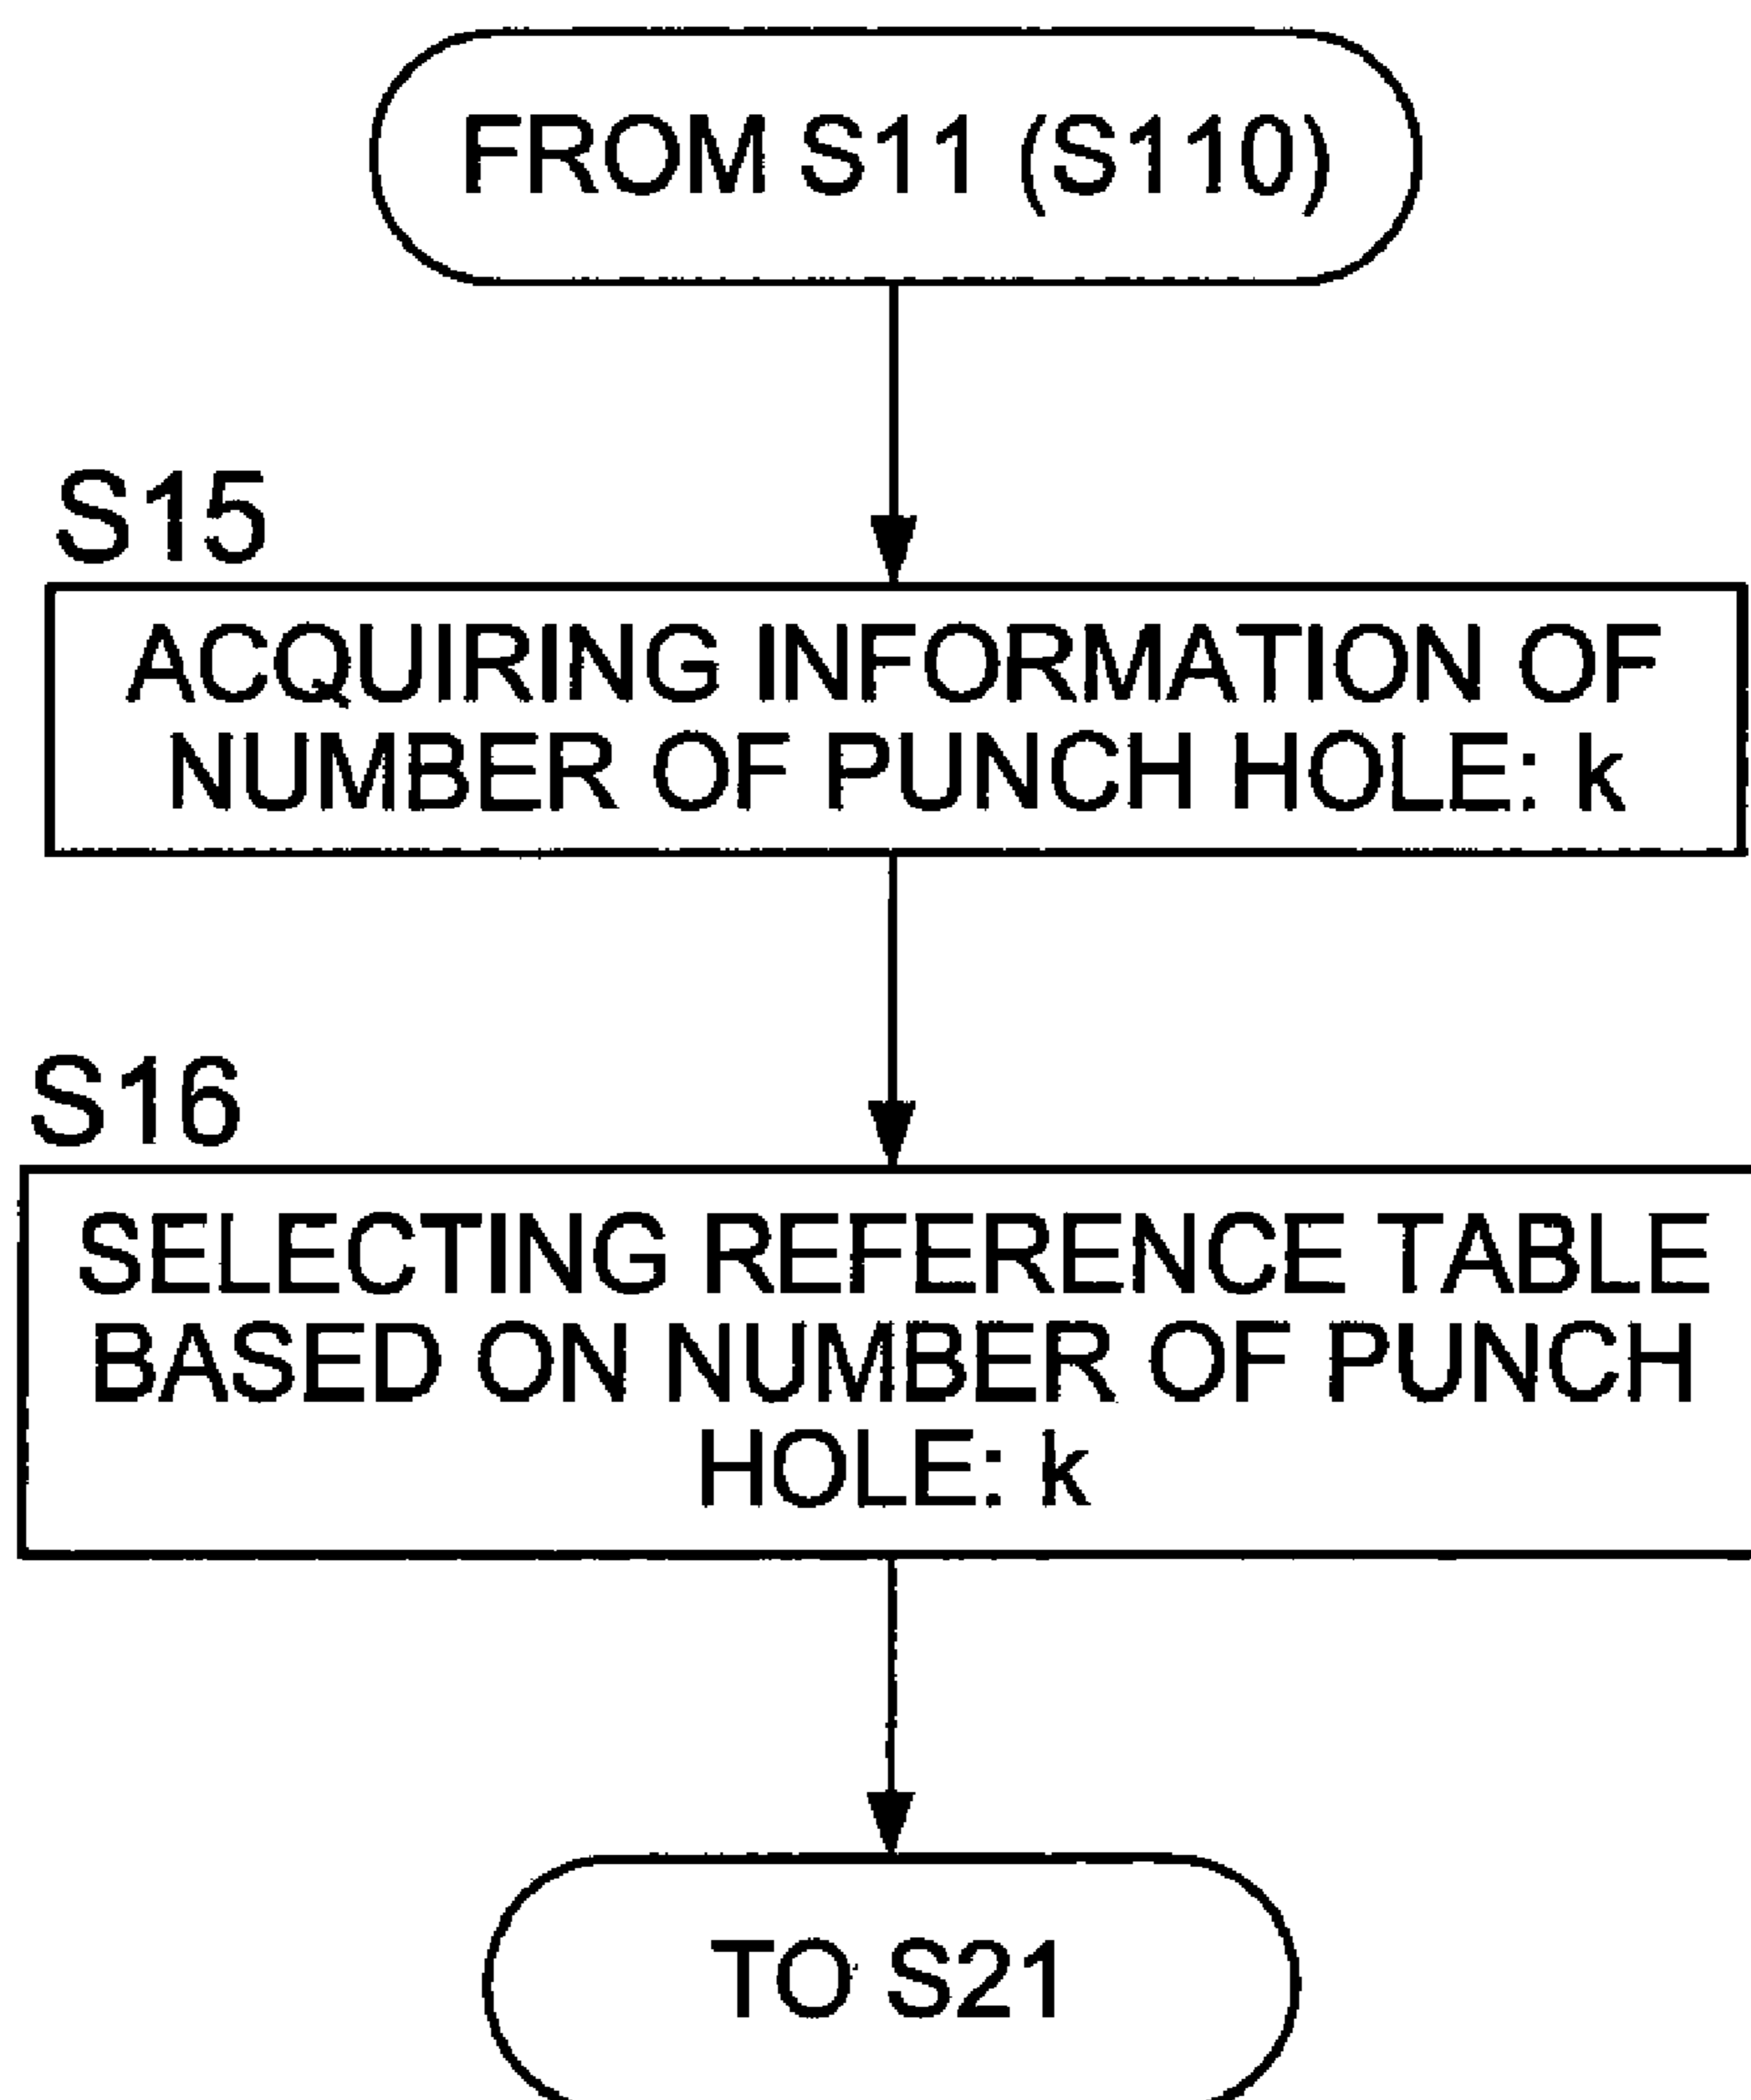 FROM S11 (S110)
S15
ACQUIRING INFORMATION OF
NUMBER OF PUNCH HOLE: k
S16
SELECTING REFERENCE TABLE
BASED ON NUMBER OF PUNCH
HOLE: k
TO S21